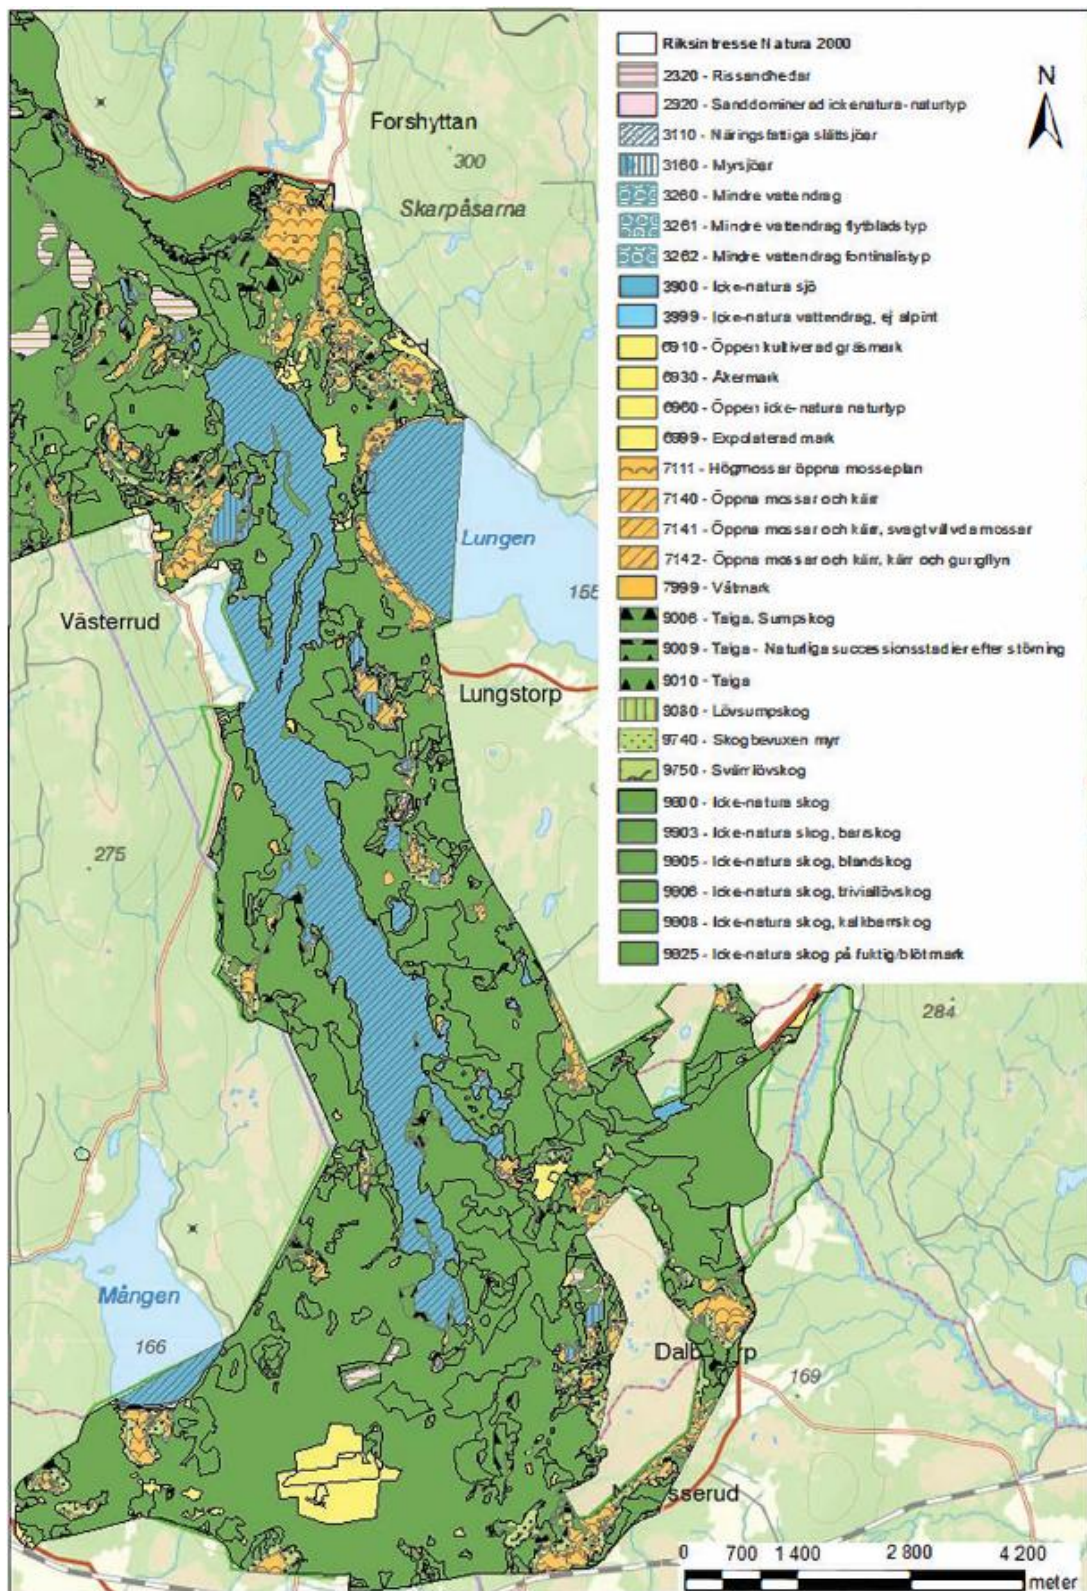 Riksintresse Natura 2000
2320 - Rissandhedar
2920 - Sanddominerad ickenatura-naturtyp
3110 - Näringsfattiga slättsjöar
3160 - Myrsjöar
3260 - Mindre vattendrag
3261 - Mindre vattendrag flytbladstyp
3262 - Mindre vattendrag fontinalistyp
3900 - Icke-natura sjö
3999 - Icke-natura vattendrag, ej alpint
6910 - Öppen kultiverad gräsmark
6930 - Åkermark
6960 - Öppen icke-natura naturtyp
6999 - Expolaterad mark
7111 - Högmossar öppna mosseplan
7140 - Öppna mossar och kärr
7141 - Öppna mossar och kärr, svagt välvda mossar
7142 - Öppna mossar och kärr, kärr och gungflyn
7999 - Våtmark
9006 - Taiga, Sumpskog
9009 - Taiga - Naturliga successionsstadier efter störning
9010 - Taiga
9080 - Lövsumpskog
9740 - Skogbevuxen myr
9750 - Svämlövskog
9900 - Icke-natura skog
9903 - Icke-natura skog, barrskog
9905 - Icke-natura skog, blandskog
9906 - Icke-natura skog, triviallövskog
9908 - Icke-natura skog, kalkbarrskog
9925 - Icke-natura skog på fuktig/blöt mark
N
Forshyttan
300
Skarpåsarna
Lungen
155
Västerrud
Lungstorp
275
284
Mången
166
169
sserud
0 700 1 400 2 800 4 200
meter